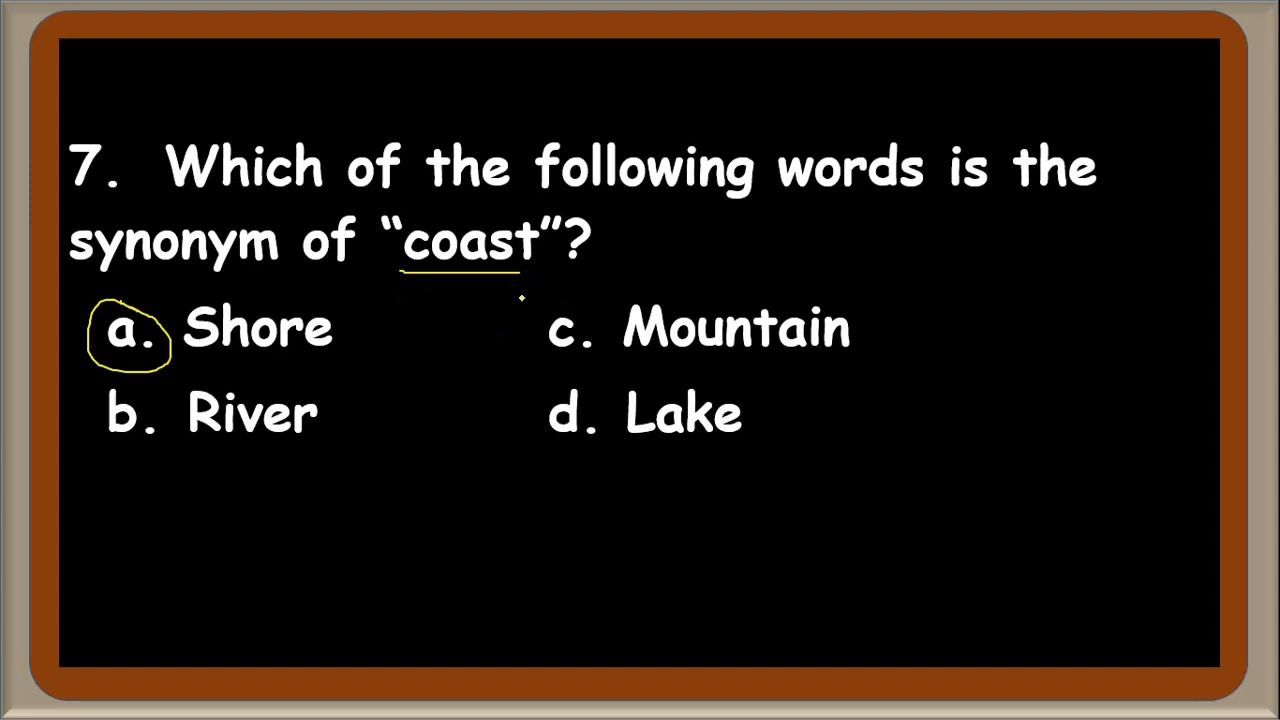 7. Which of the following words is the
synonym of “coast”?
a. Shore c. Mountain
b. River d. Lake